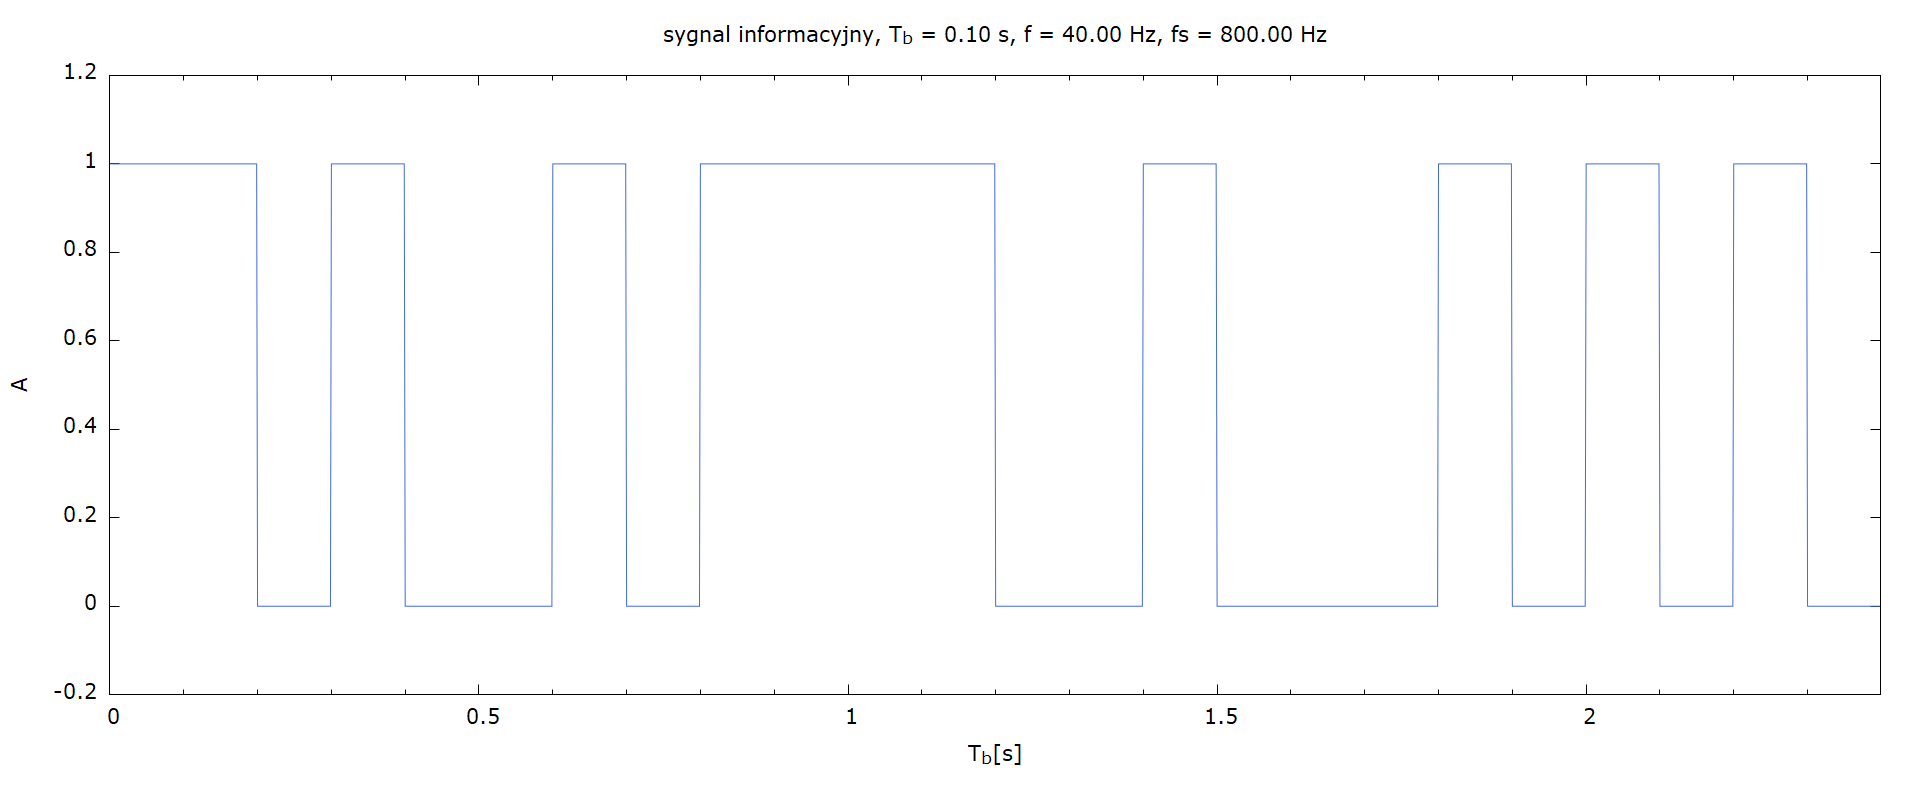 sygnal informacyjny, Tb = 0.10 s, f = 40.00 Hz, fs = 800.00 Hz
1.2
1
0.8
0.6
0.4
0.2
0
-0.2
A
0 0.5 1 1.5 2
Tb[s]